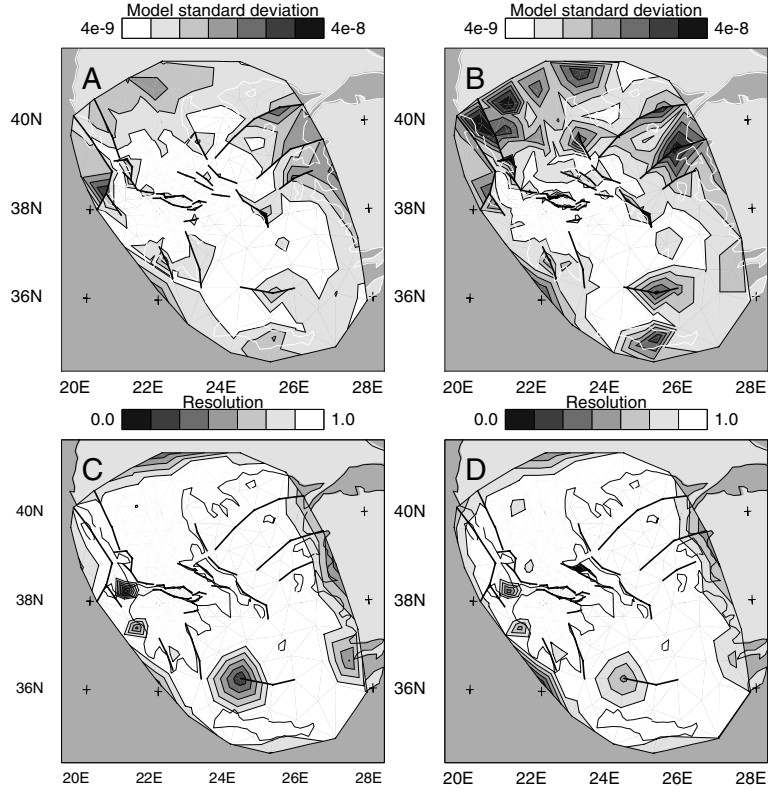 Model standard deviation Model standard deviation
4e-9 4e-8 4e-9 4e-8
A B
40N 40N
38N 38N
36N 36N
20E 22E 24E 26E 28E 20E 22E 24E 26E 28E
Resolution Resolution
0.0 1.0 0.0 1.0
C D
40N 40N
38N 38N
36N 36N
20E 22E 24E 26E 28E 20E 22E 24E 26E 28E